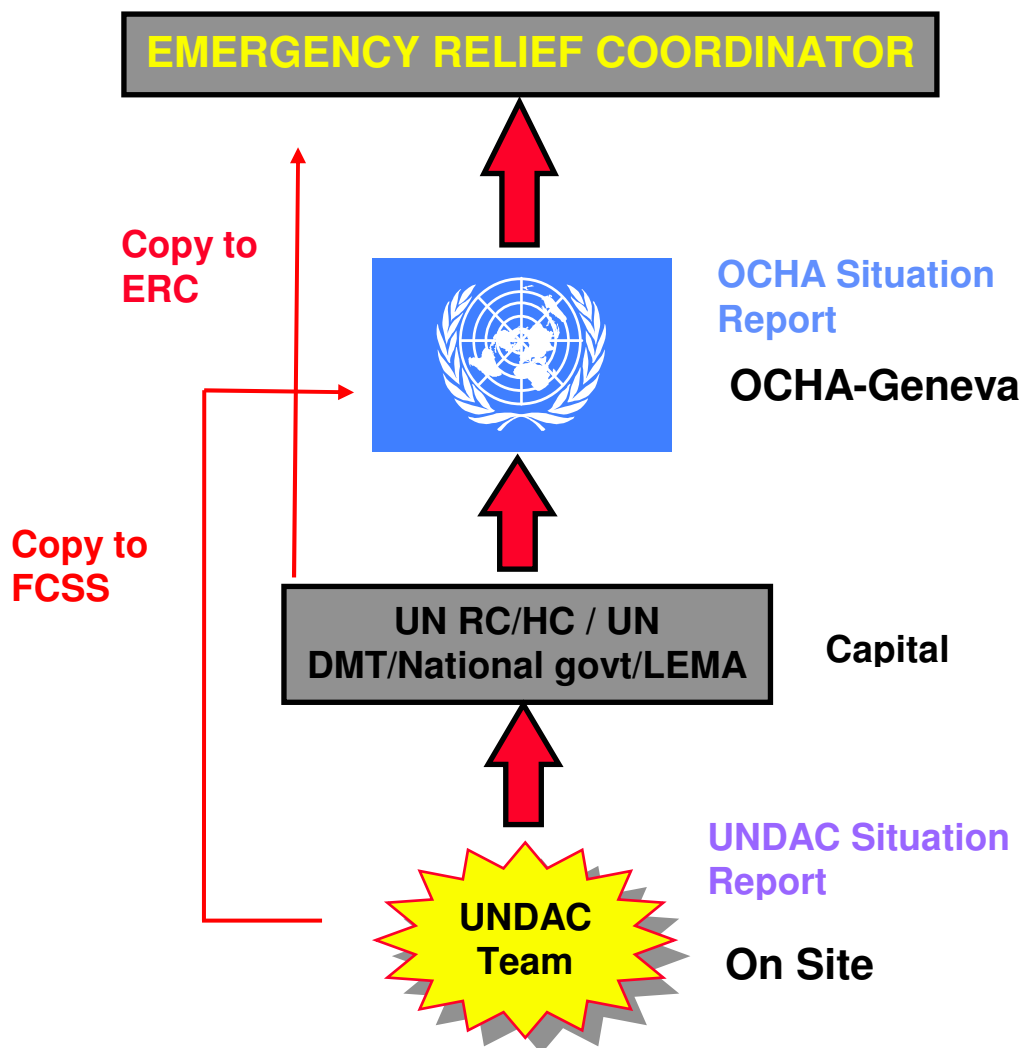 EMERGENCY RELIEF COORDINATOR
Copy to
ERC
OCHA Situation
Report
OCHA-Geneva
Copy to
FCSS
UN RC/HC / UN
DMT/National govt/LEMA
Capital
UNDAC Situation
Report
UNDAC
Team
On Site